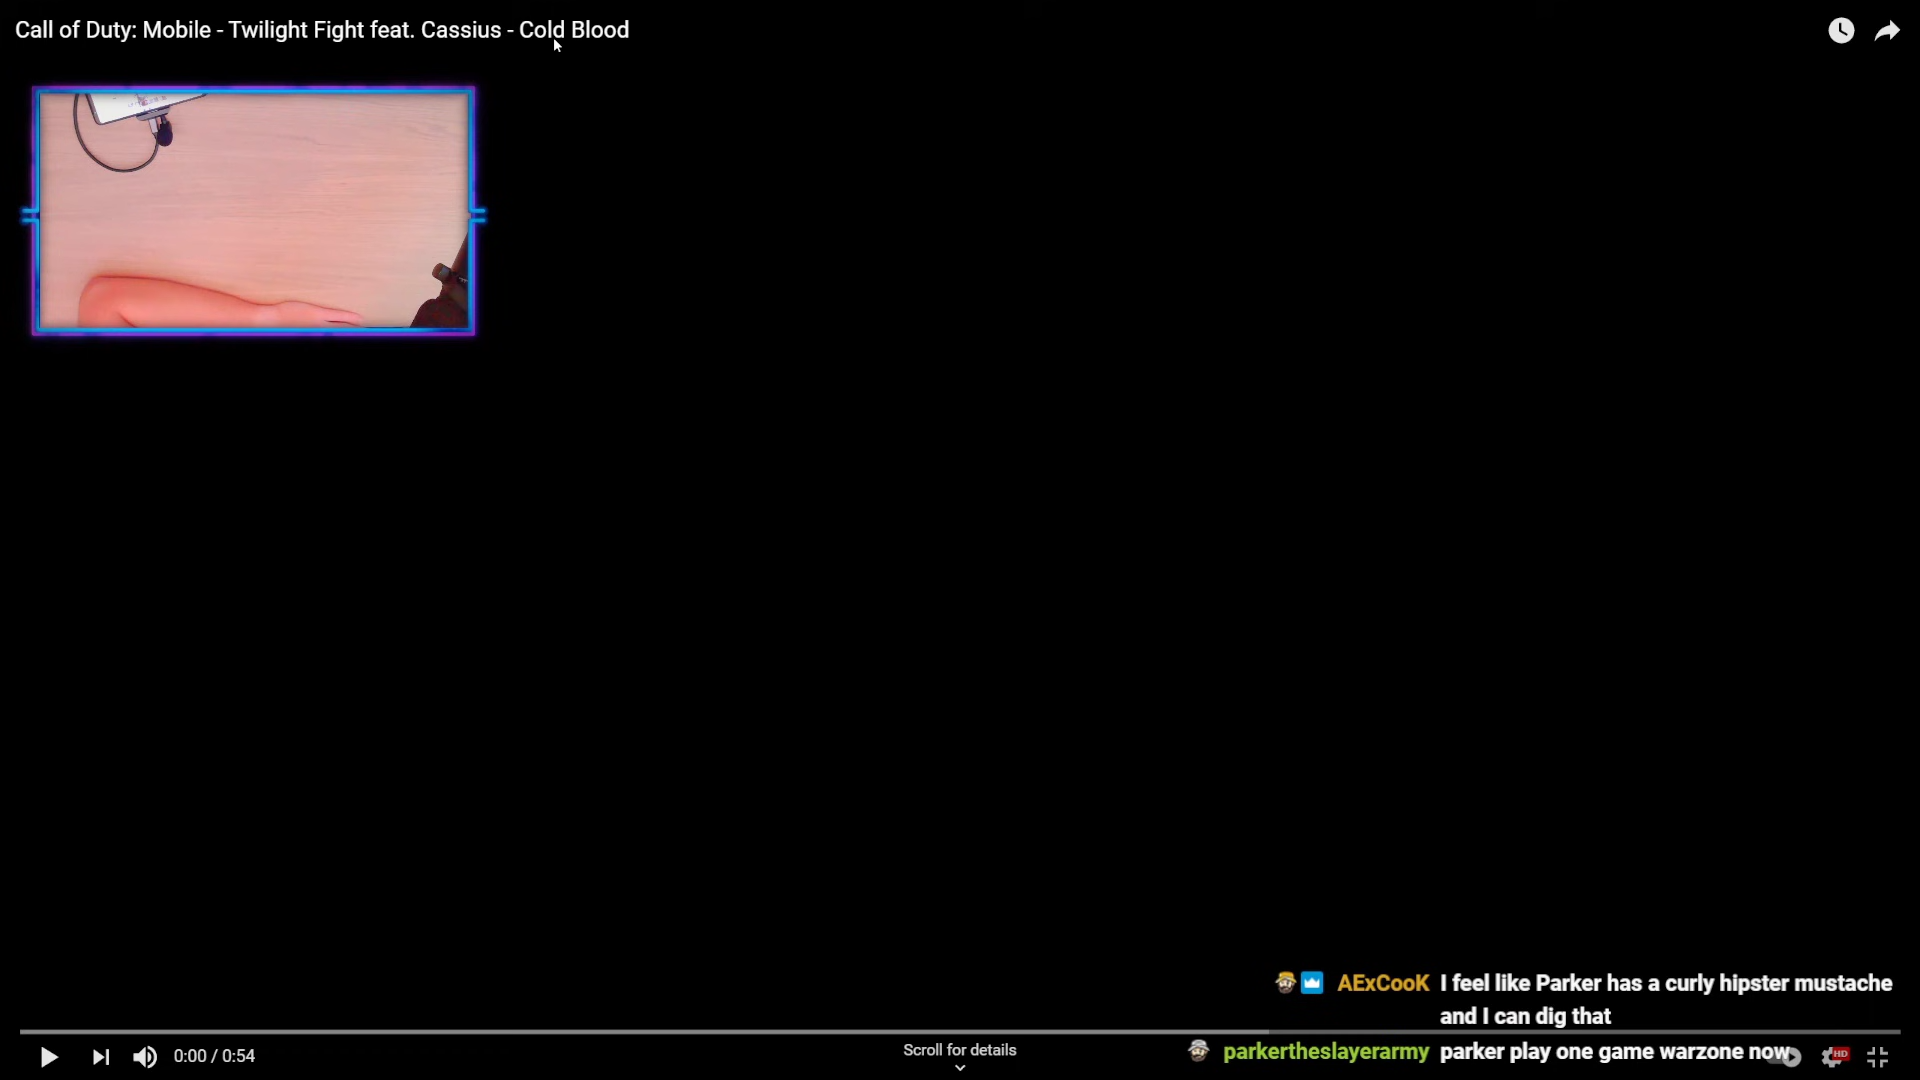 Call of Duty: Mobile - Twilight Fight feat. Cassius - Cold Blood
AExCooK I feel like Parker has a curly hipster mustache
and I can dig that
parkertheslayerarmy parker play one game warzone now
0:00 / 0:54
Scroll for details
HD